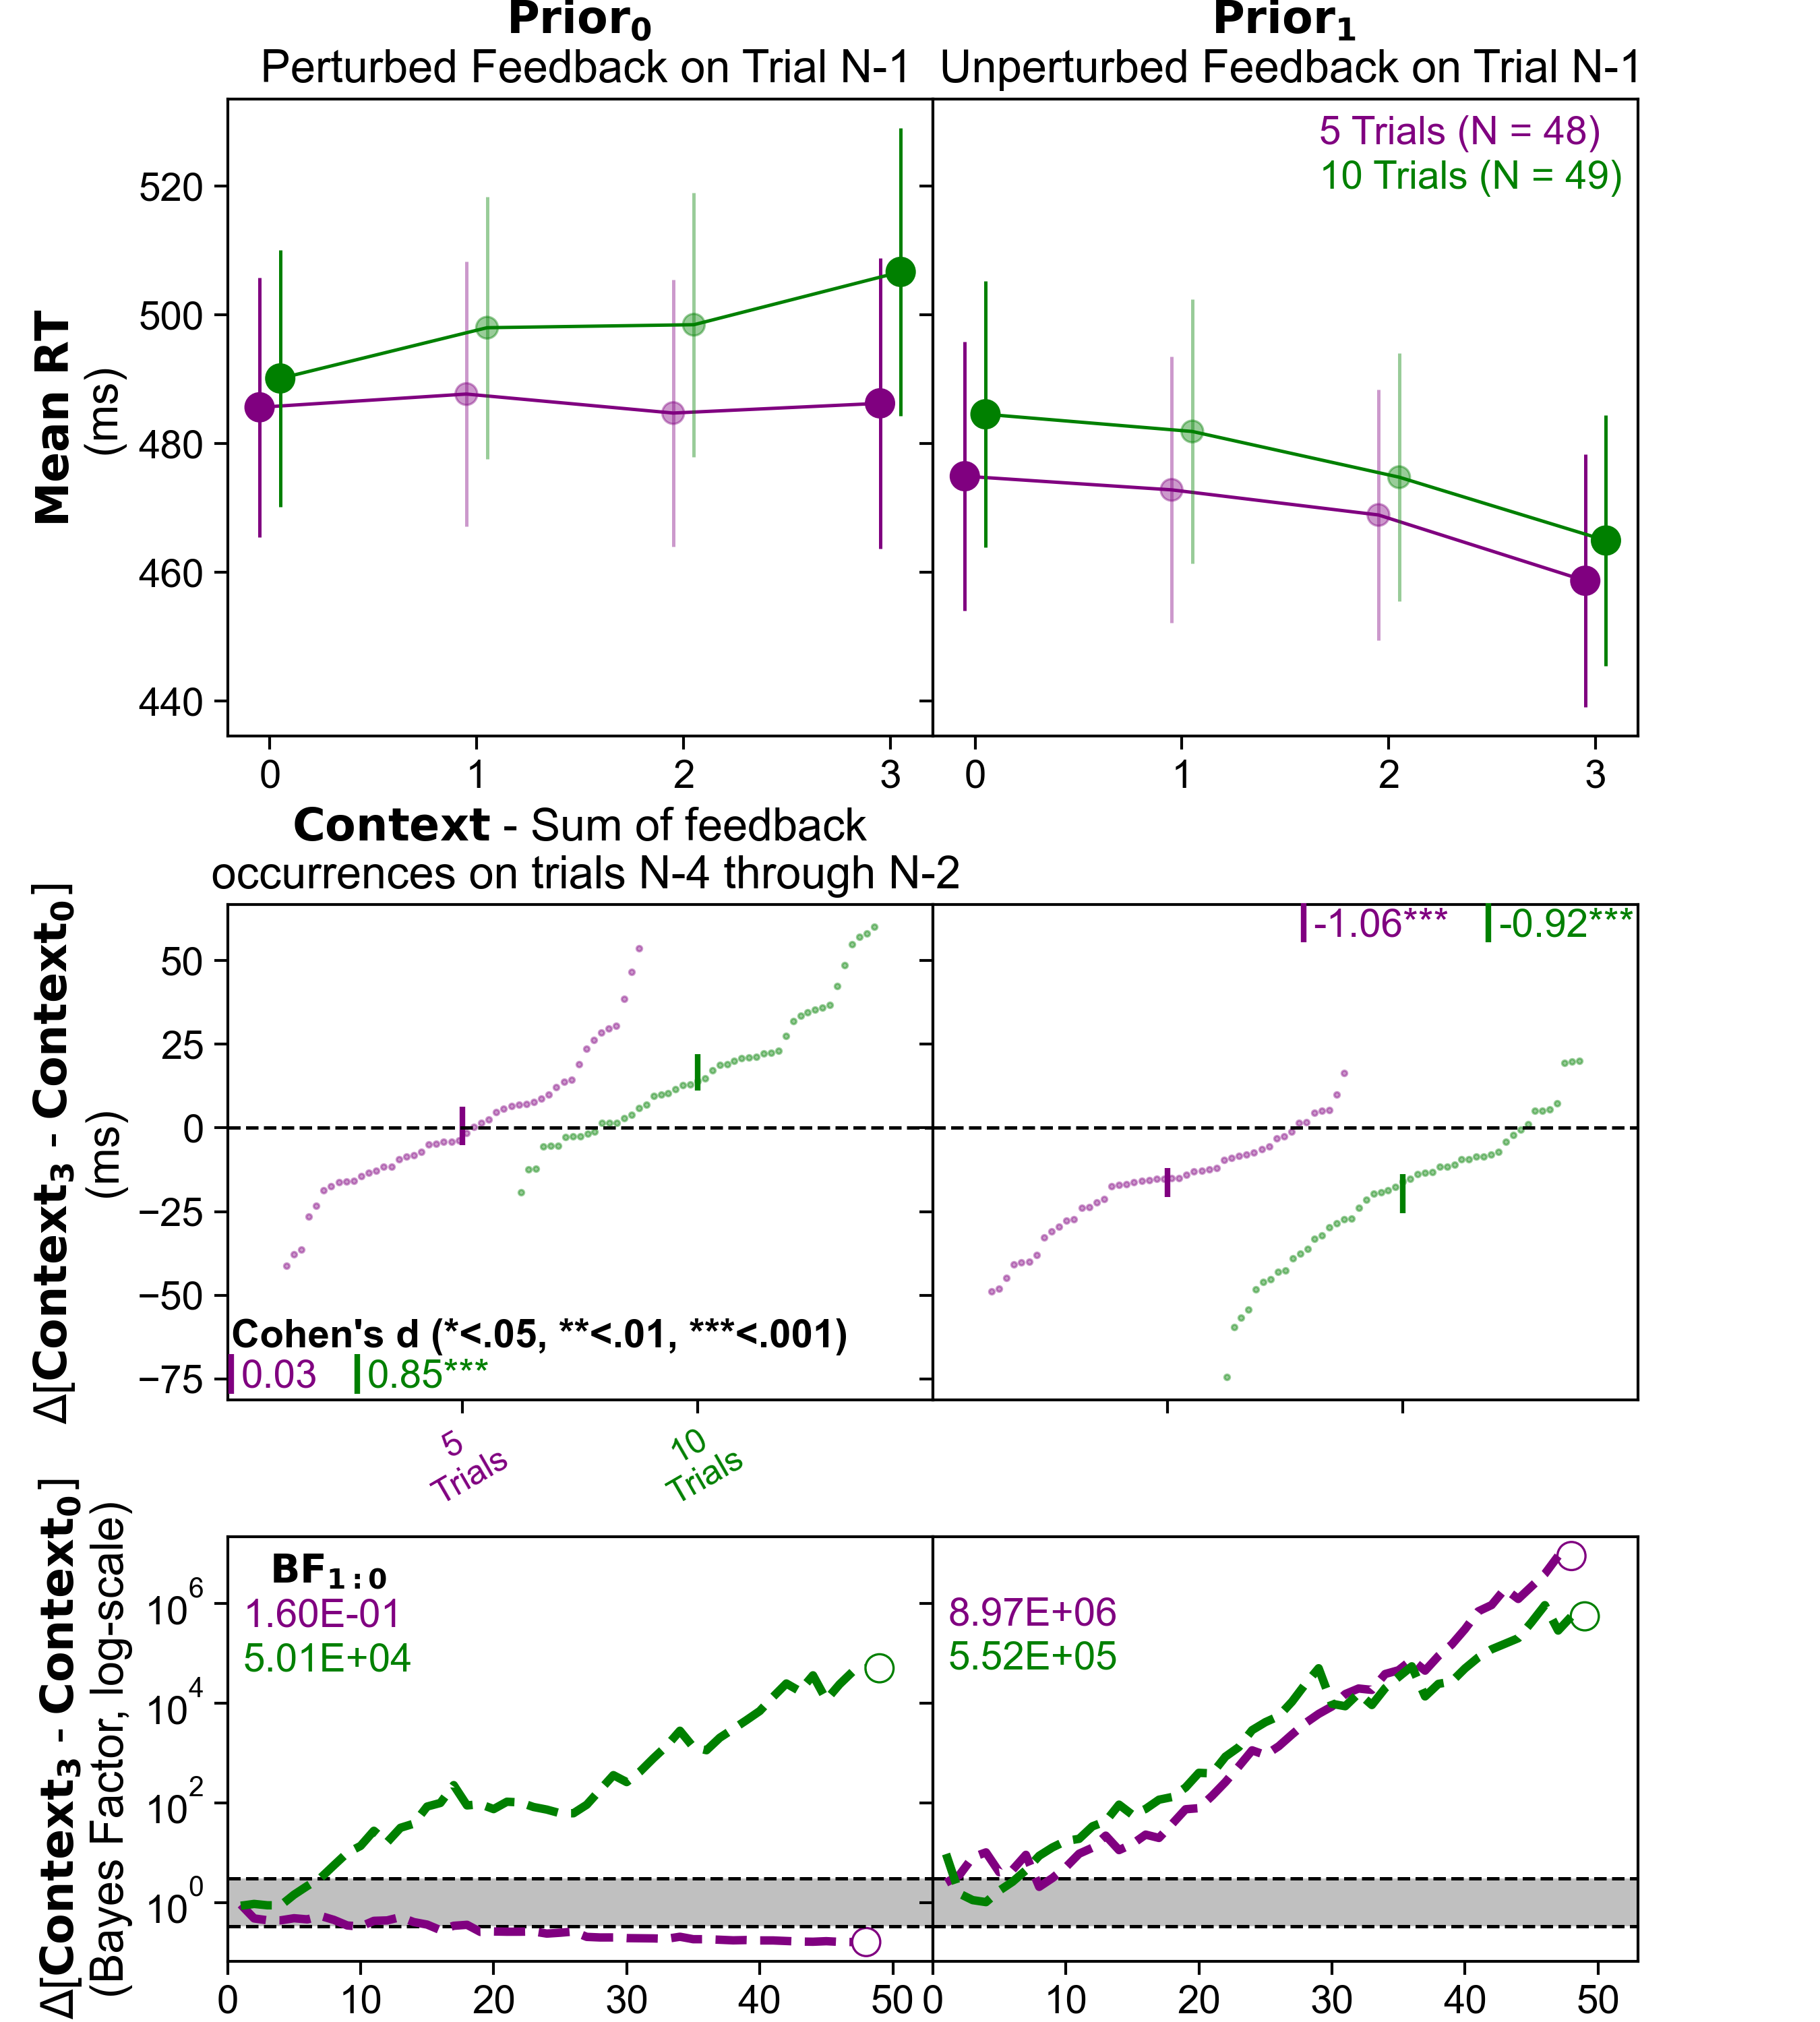 Prior₀
Perturbed Feedback on Trial N-1
Prior₁
Unperturbed Feedback on Trial N-1
5 Trials (N = 48)
10 Trials (N = 49)
Mean RT
(ms)
520
500
480
460
440
0 1 2 3
0 1 2 3
Context - Sum of feedback
occurrences on trials N-4 through N-2
Δ[Context₃ - Context₀]
(ms)
50
25
0
−25
−50
−75
-1.06*** -0.92***
Cohen's d (*<.05, **<.01, ***<.001)
0.03 0.85***
5
Trials
10
Trials
Δ[Context₃ - Context₀]
(Bayes Factor, log-scale)
10⁶
10⁴
10²
10⁰
BF₁:₀
1.60E-01
5.01E+04
8.97E+06
5.52E+05
0 10 20 30 40 50
0 10 20 30 40 50